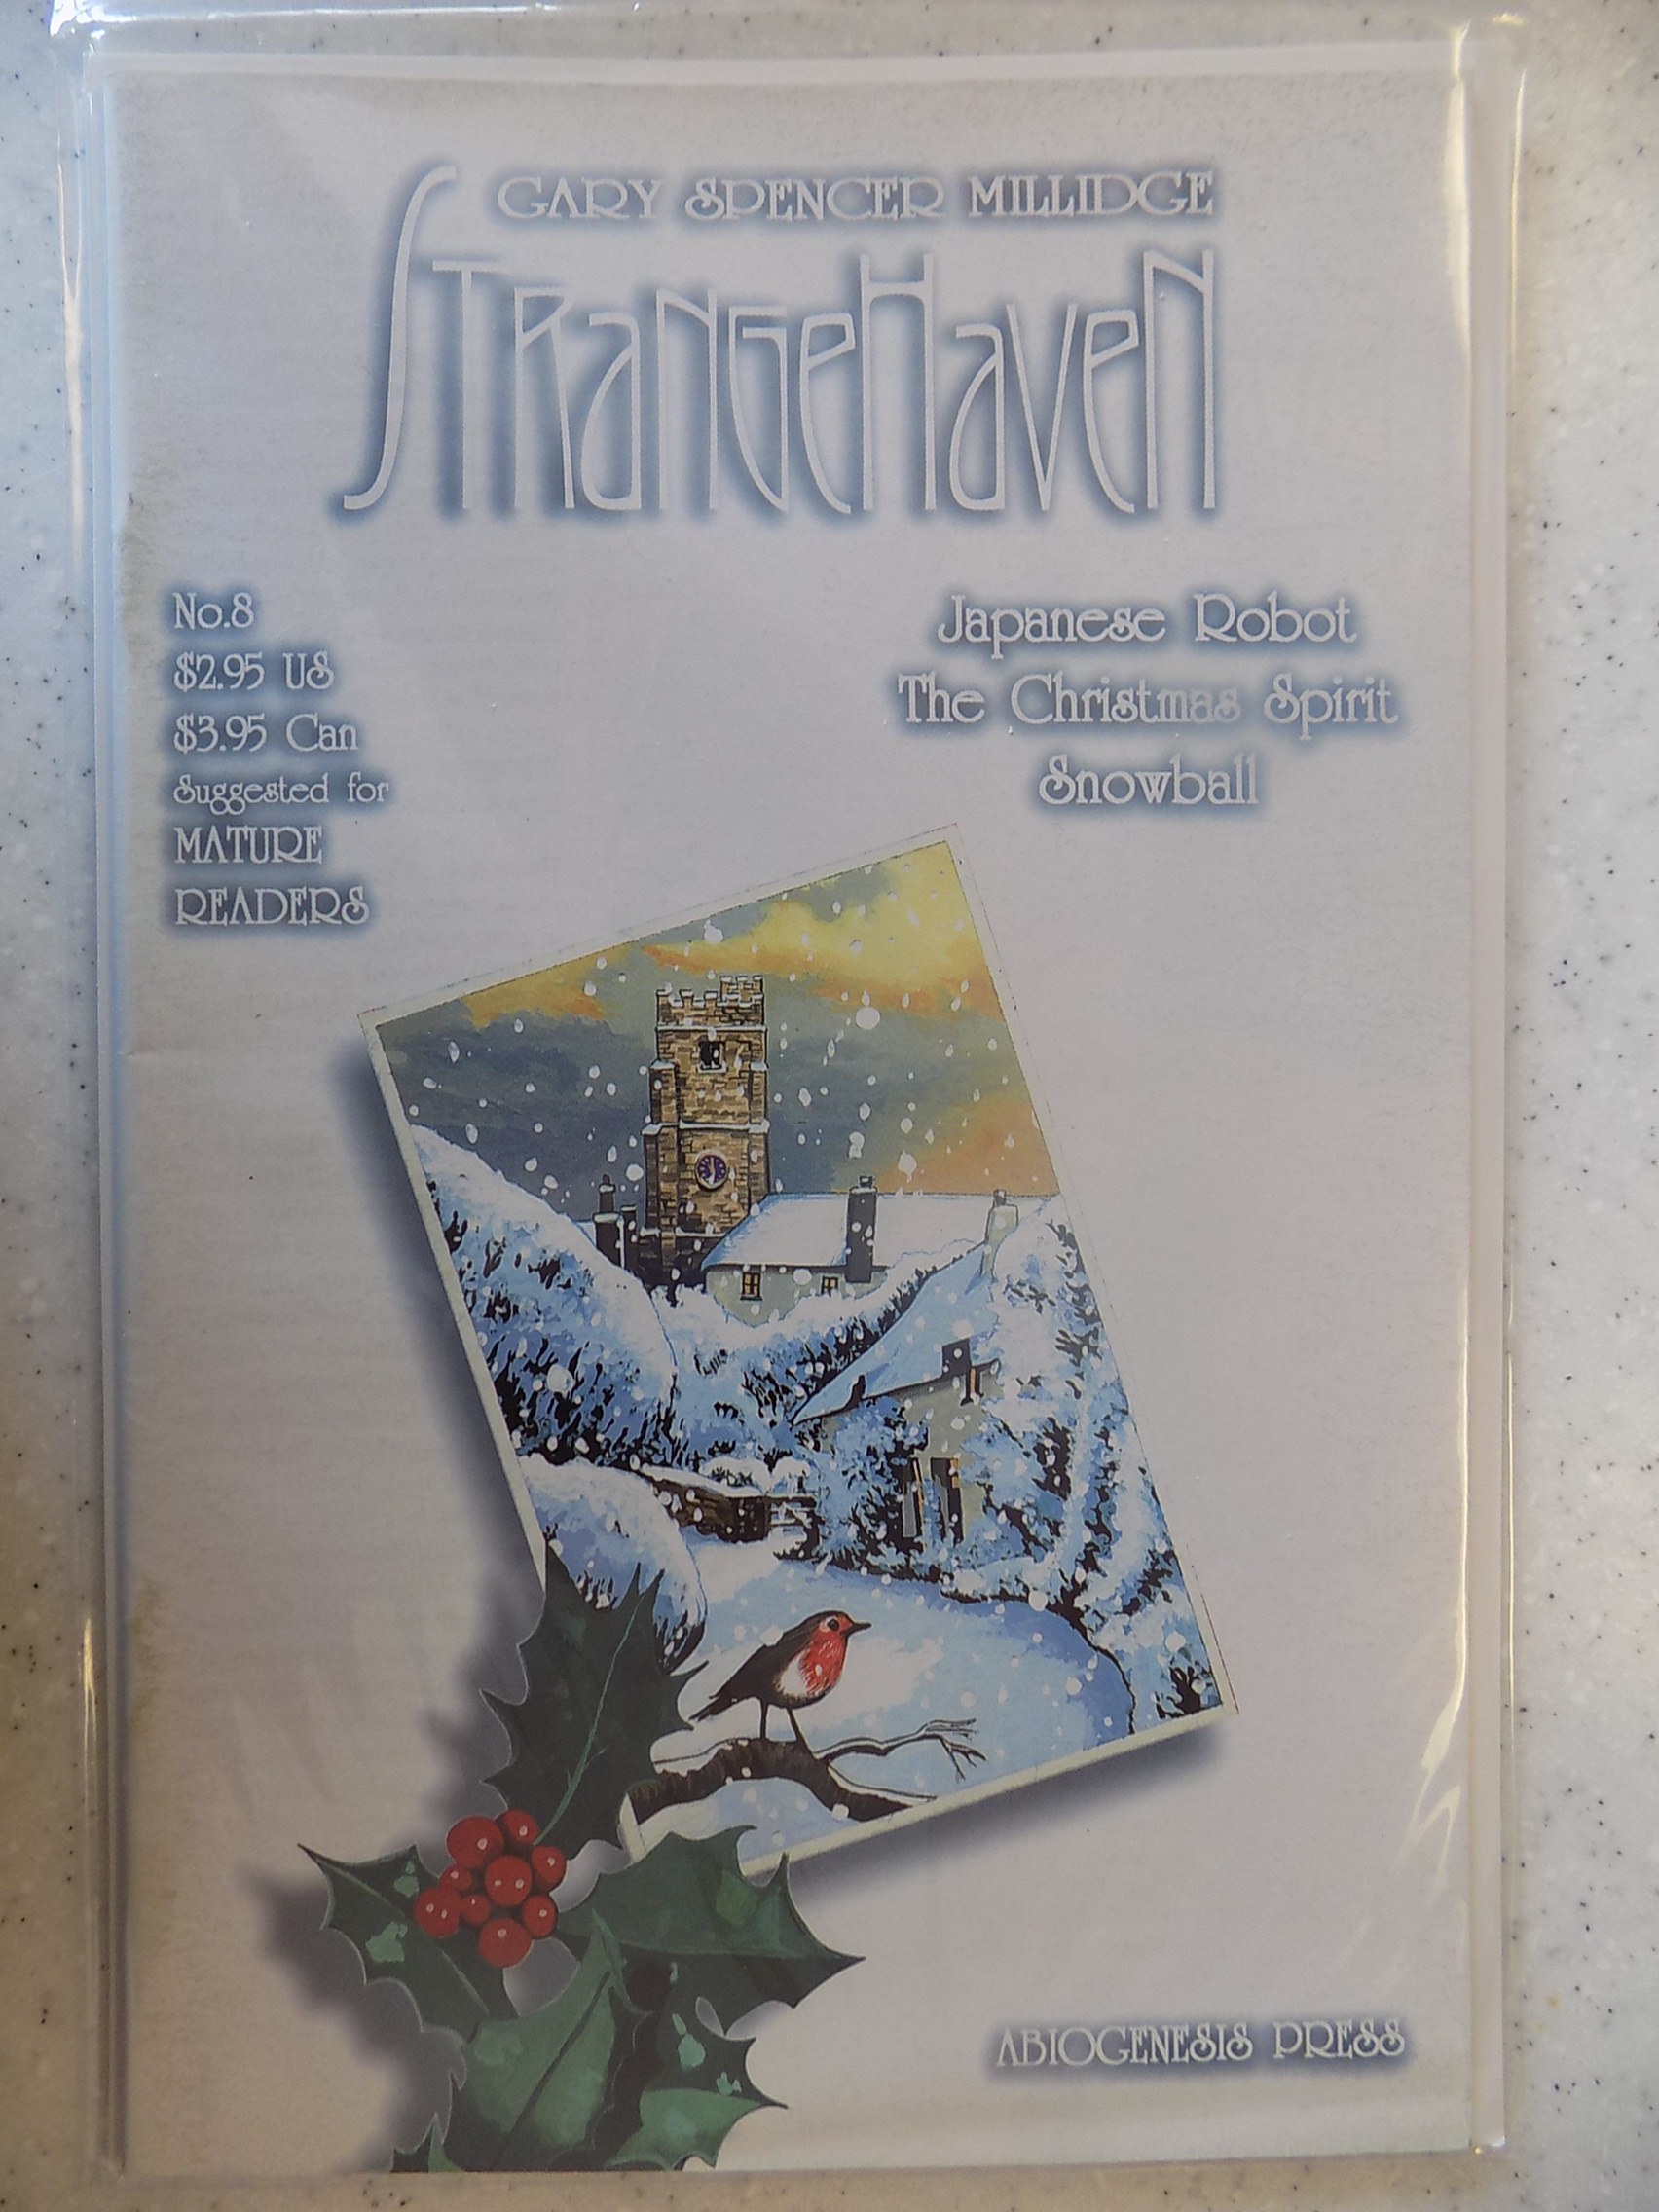 GARY SPENCER MILLIDGE
STRaNGeHaVeN
No.8
$2.95 US
$3.95 Can
Suggested for
MATURE
READERS
Japanese Robot
The Christmas Spirit
Snowball
ABIOGENESIS PRESS